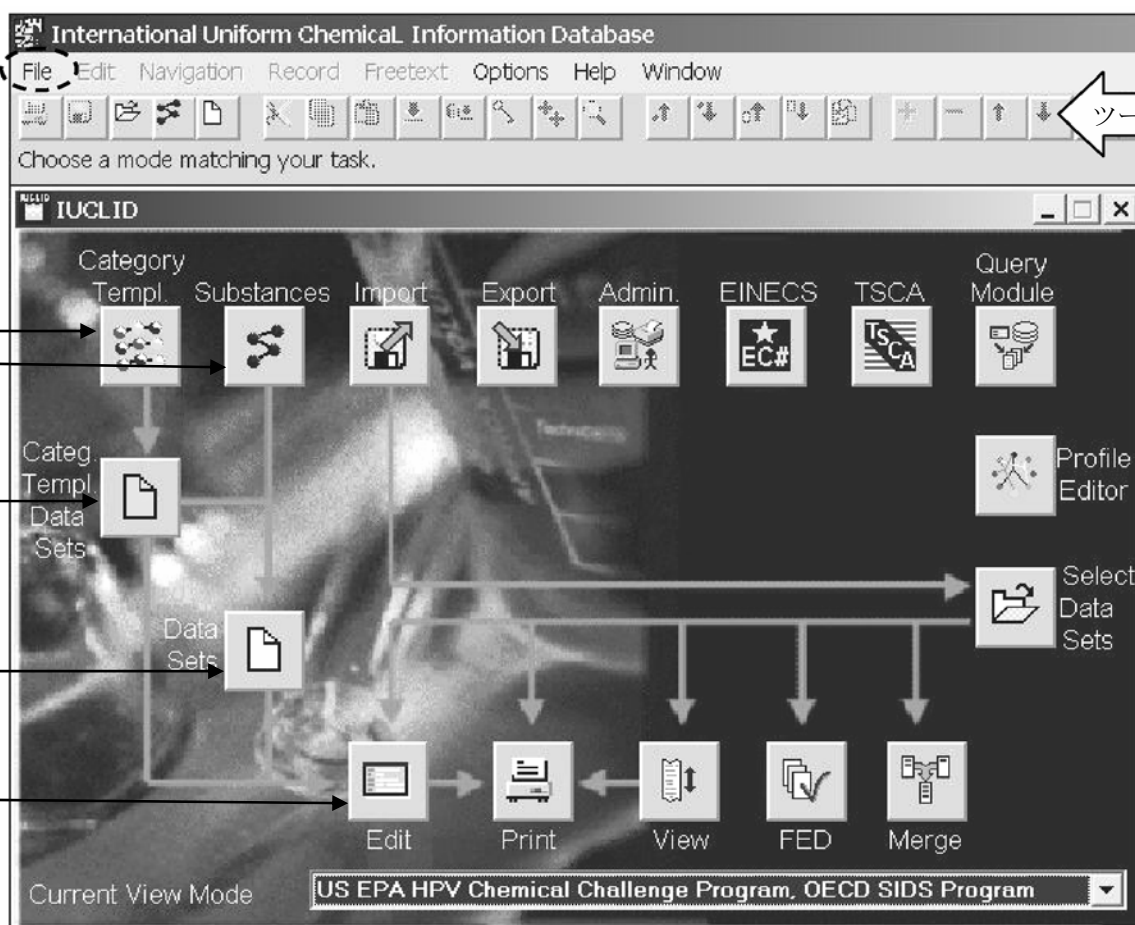 International Uniform ChemicaL Information Database
File Edit Navigation Record Freetext Options Help Window
ツー
Choose a mode matching your task.
IUCLID
Category
Templ.
Substances
Import
Export
Admin.
EINECS
TSCA
Query
Module
EC#
TSCA
Categ.
Templ.
Data
Sets
Profile
Editor
Data
Sets
Select
Data
Sets
Edit
Print
View
FED
Merge
Current View Mode
US EPA HPV Chemical Challenge Program, OECD SIDS Program